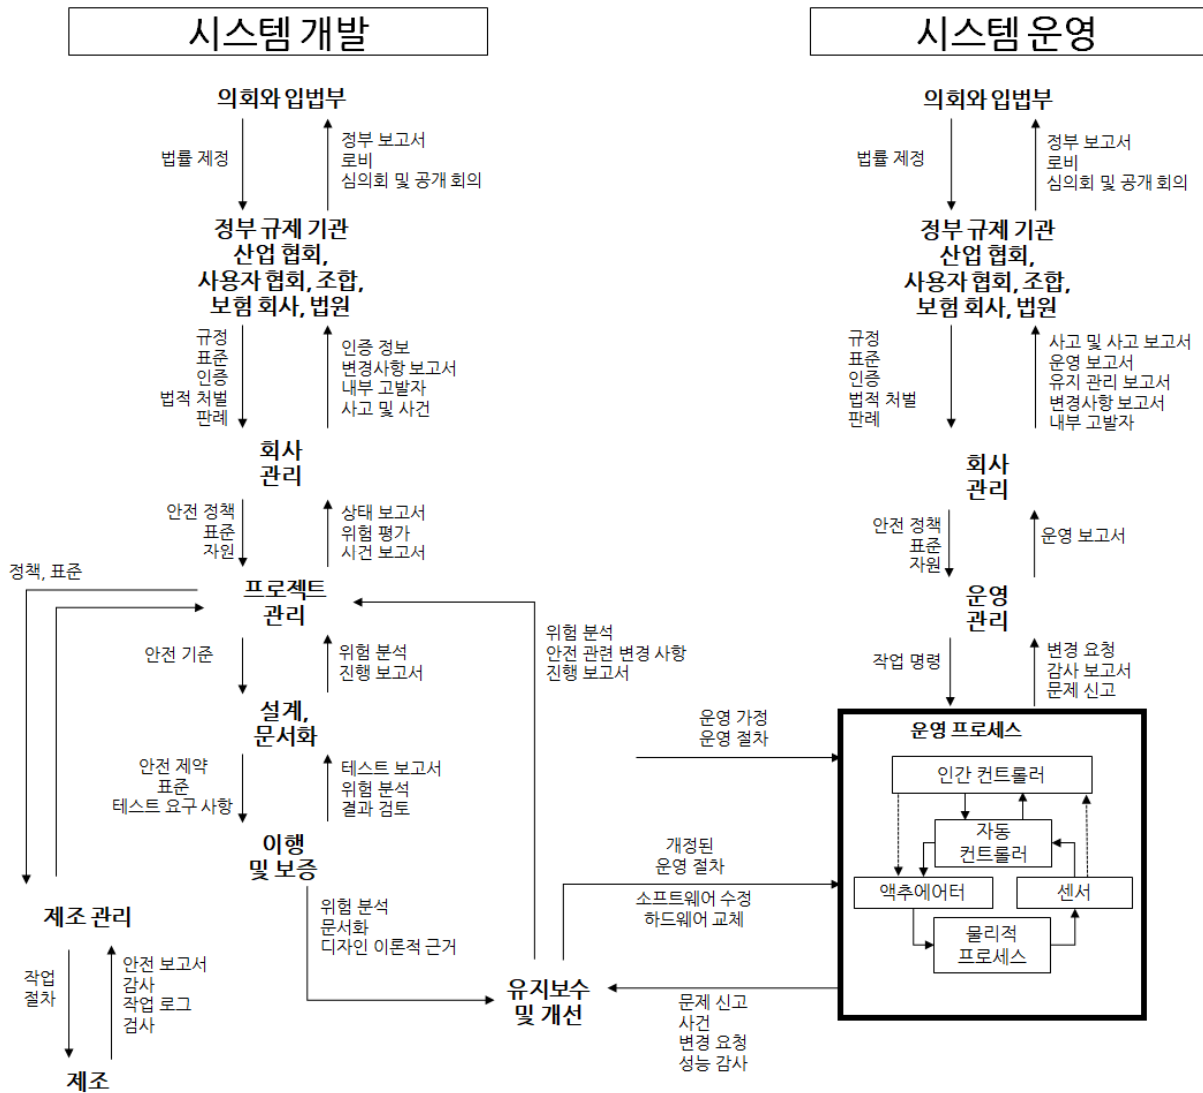 시스템 개발
의회와 입법부
법률 제정
정부 보고서
로비
심의회 및 공개 회의
정부 규제 기관
산업 협회,
사용자 협회, 조합,
보험 회사, 법원
규정
표준
인증
법적 처벌
판례
인증 정보
변경사항 보고서
내부 고발자
사고 및 사건
회사
관리
안전 정책
표준
자원
상태 보고서
위험 평가
시건 보고서
정책, 표준
프로젝트
관리
안전 기준
위험 분석
진행 보고서
설계,
문서화
안전 제약
표준
테스트 요구 사항
테스트 보고서
위험 분석
결과 검토
이행
및 보증
위험 분석
문서화
디자인 이론적 근거
제조 관리
작업
절차
안전 보고서
감사
작업 로그
검사
제조
위험 분석
안전 관련 변경 사항
진행 보고서
유지보수
및 개선
운영 가정
운영 절차
개정된
운영 절차
소프트웨어 수정
하드웨어 교체
문제 신고
사건
변경 요청
성능 감사
시스템 운영
의회와 입법부
법률 제정
정부 보고서
로비
심의회 및 공개 회의
정부 규제 기관
산업 협회,
사용자 협회, 조합,
보험 회사, 법원
규정
표준
인증
법적 처벌
판례
사고 및 사고 보고서
운영 보고서
유지 관리 보고서
변경사항 보고서
내부 고발자
회사
관리
안전 정책
표준
자원
운영 보고서
운영
관리
작업 명령
변경 요청
감사 보고서
문제 신고
운영 프로세스
인간 컨트롤러
자동
컨트롤러
액추에어터
센서
물리적
프로세스